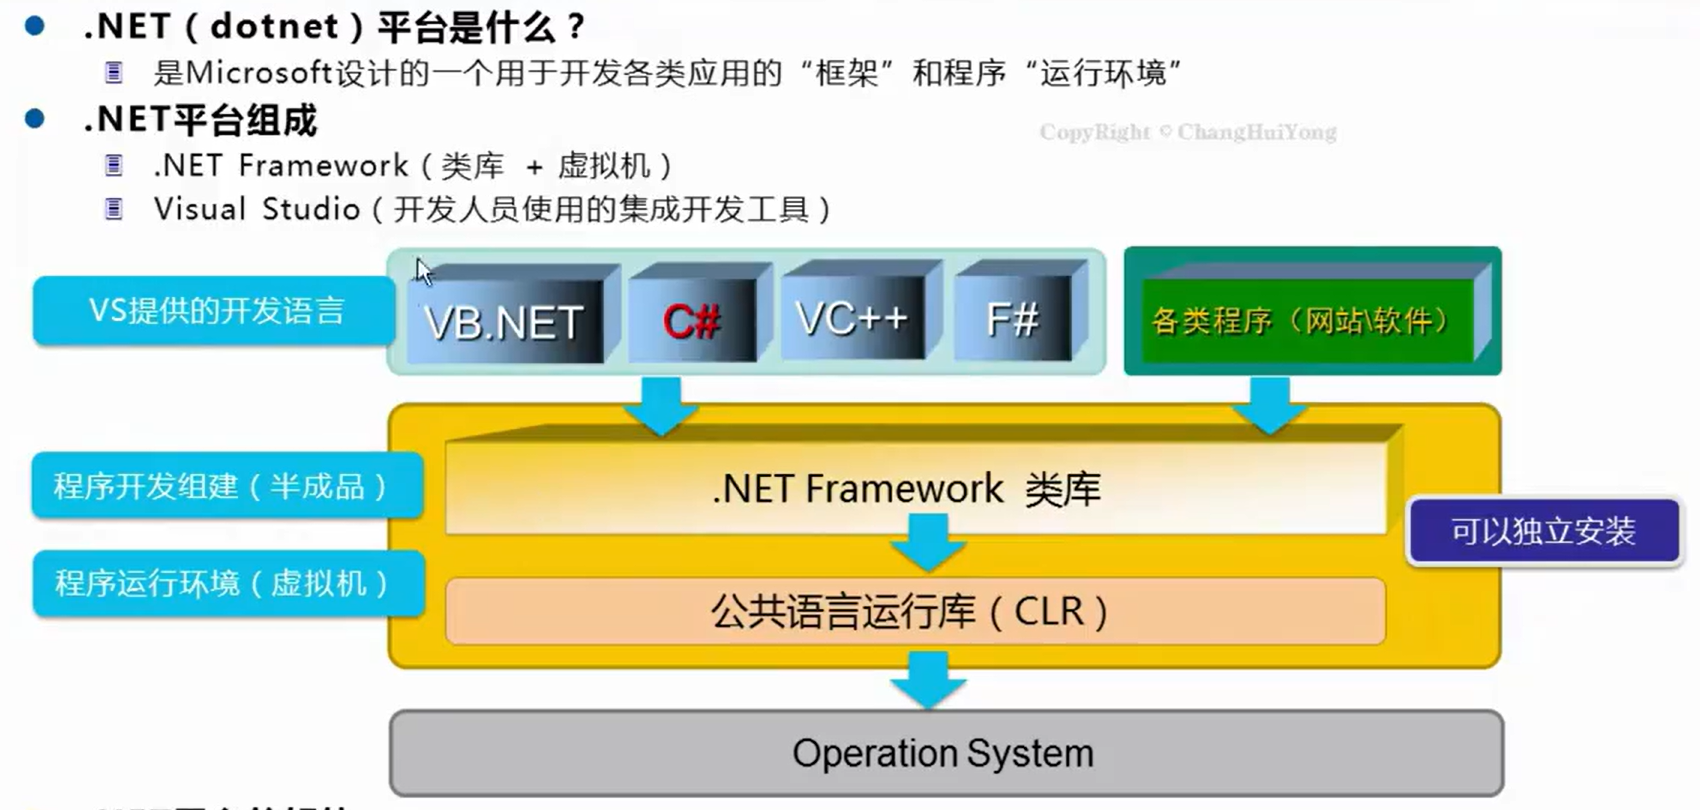 .NET（dotnet）平台是什么？
是Microsoft设计的一个用于开发各类应用的“框架”和程序“运行环境”
.NET平台组成
CopyRight © ChangHuiYong
.NET Framework（类库 + 虚拟机）
Visual Studio（开发人员使用的集成开发工具）
VS提供的开发语言
VB.NET
C#
VC++
F#
各类程序（网站\软件）
程序开发组建（半成品）
.NET Framework 类库
可以独立安装
程序运行环境（虚拟机）
公共语言运行库（CLR）
Operation System